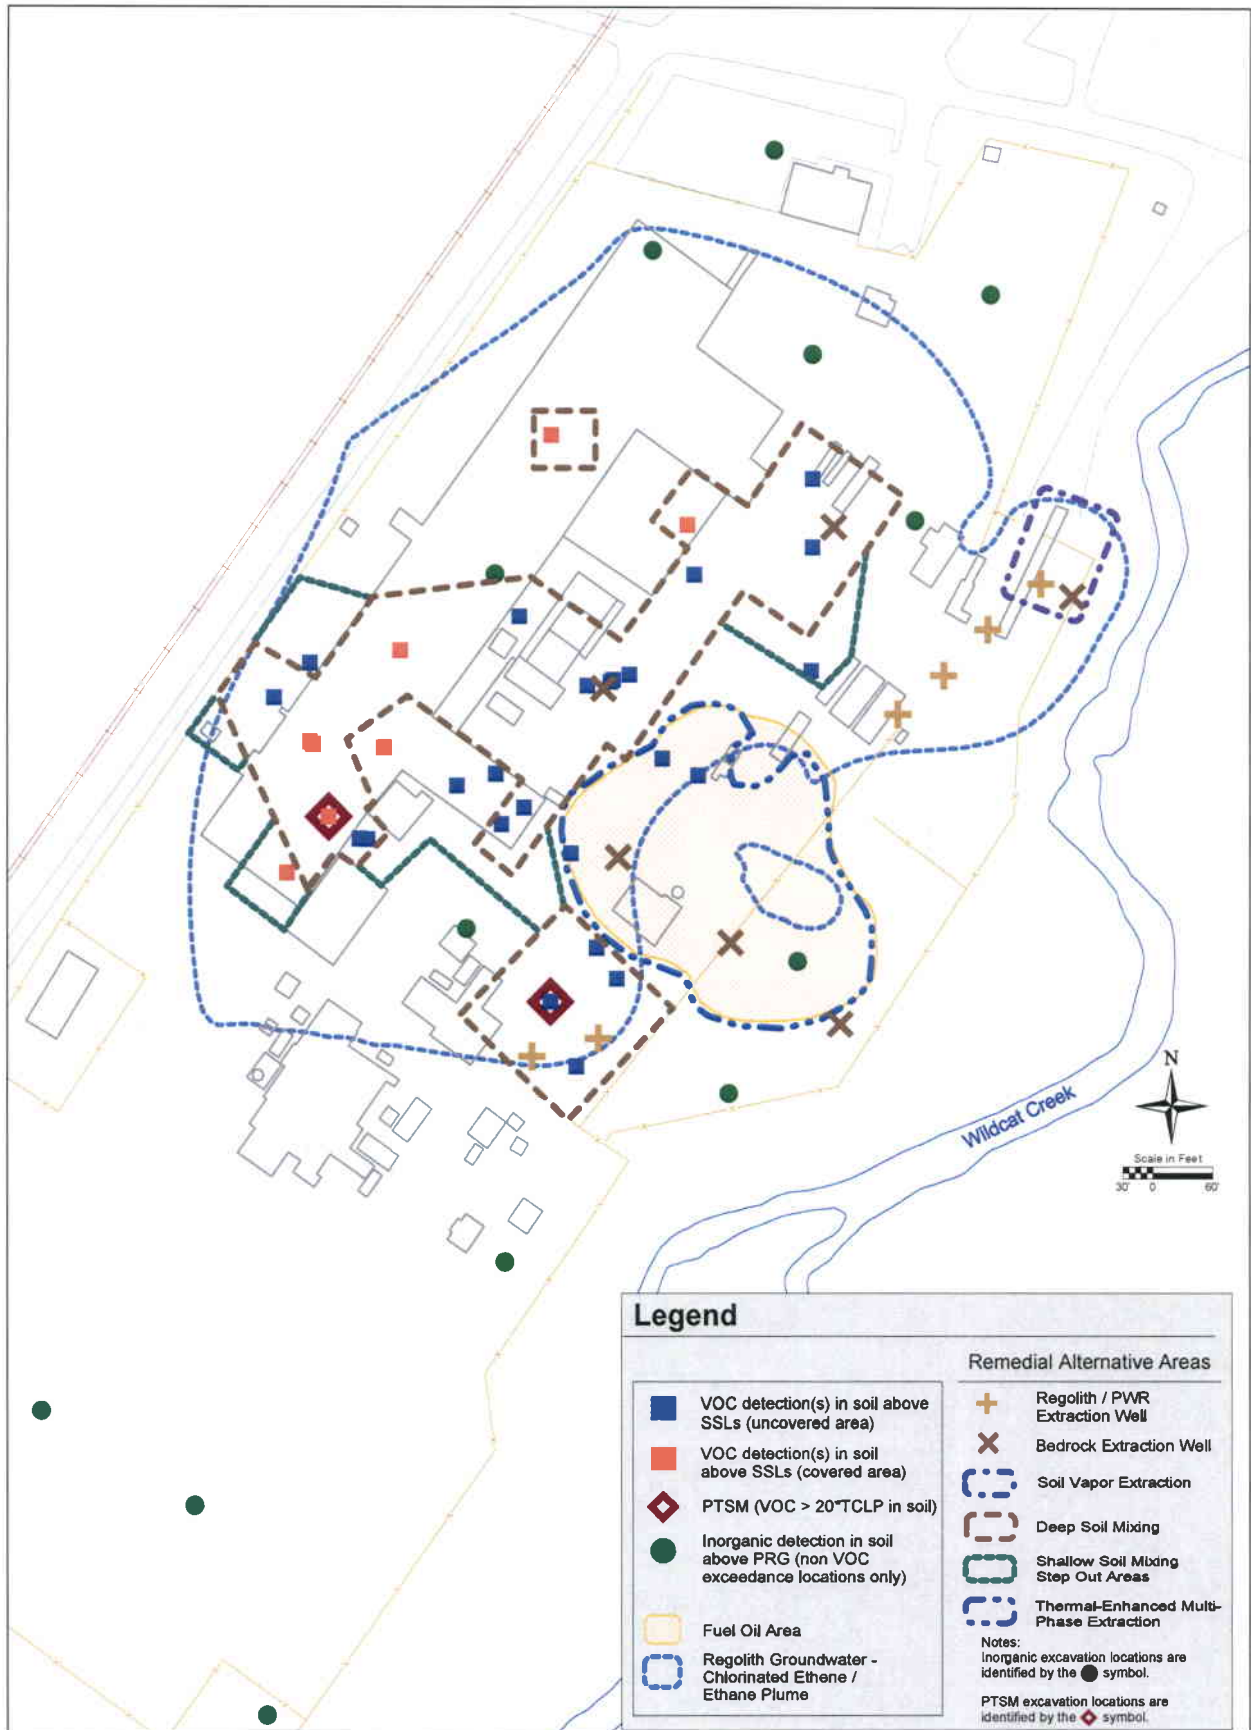 Wildcat Creek
N
Scale in Feet
30' 0 60'
Legend
VOC detection(s) in soil above
SSLs (uncovered area)
VOC detection(s) in soil
above SSLs (covered area)
PTSM (VOC > 20*TCLP in soil)
Inorganic detection in soil
above PRG (non VOC
exceedance locations only)
Fuel Oil Area
Regolith Groundwater -
Chlorinated Ethene /
Ethane Plume
Remedial Alternative Areas
Regolith / PWR
Extraction Well
Bedrock Extraction Well
Soil Vapor Extraction
Deep Soil Mixing
Shallow Soil Mixing
Step Out Areas
Thermal-Enhanced Multi-
Phase Extraction
Notes:
Inorganic excavation locations are
identified by the symbol.
PTSM excavation locations are
identified by the symbol.